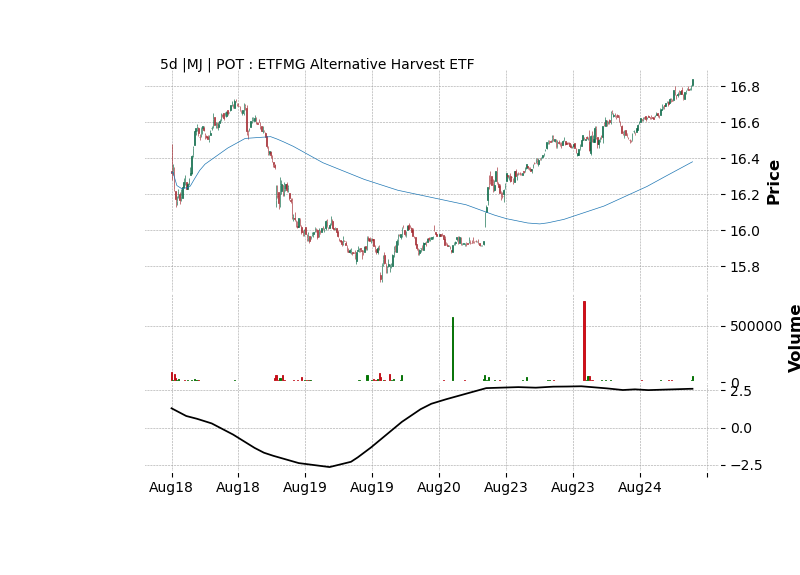 5d |MJ | POT : ETFMG Alternative Harvest ETF
16.8
16.6
16.4
16.2
16.0
15.8
Price
500000
0
Volume
2.5
0.0
−2.5
Aug18 Aug18 Aug19 Aug19 Aug20 Aug23 Aug23 Aug24